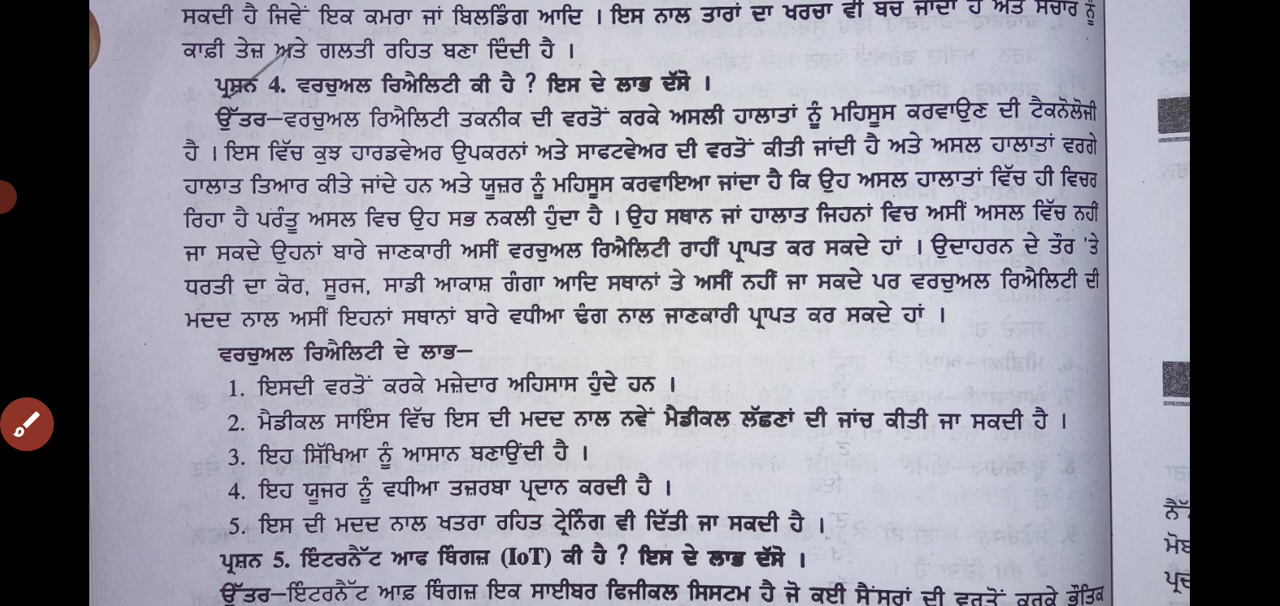 ਸਕਦੀ ਹੈ ਜਿਵੇਂ ਇਕ ਕਮਰਾ ਜਾਂ ਬਿਲਡਿੰਗ ਆਦਿ । ਇਸ ਨਾਲ ਤਾਰਾਂ ਦਾ ਖਰਚਾ ਵੀ ਬਚ ਜਾਂਦਾ ਹੈ ਅਤੇ ਸੰਚਾਰ ਨੂੰ
ਕਾਫ਼ੀ ਤੇਜ਼ ਅਤੇ ਗਲਤੀ ਰਹਿਤ ਬਣਾ ਦਿੰਦੀ ਹੈ ।
ਪ੍ਰਸ਼ਨ 4. ਵਰਚੁਅਲ ਰਿਐਲਿਟੀ ਕੀ ਹੈ ? ਇਸ ਦੇ ਲਾਭ ਦੱਸੋ ।
ਉੱਤਰ—ਵਰਚੁਅਲ ਰਿਐਲਿਟੀ ਤਕਨੀਕ ਦੀ ਵਰਤੋਂ ਕਰਕੇ ਅਸਲੀ ਹਾਲਾਤਾਂ ਨੂੰ ਮਹਿਸੂਸ ਕਰਵਾਉਣ ਦੀ ਟੈਕਨੋਲੋਜੀ
ਹੈ । ਇਸ ਵਿੱਚ ਕੁਝ ਹਾਰਡਵੇਅਰ ਉਪਕਰਨਾਂ ਅਤੇ ਸਾਫਟਵੇਅਰ ਦੀ ਵਰਤੋਂ ਕੀਤੀ ਜਾਂਦੀ ਹੈ ਅਤੇ ਅਸਲ ਹਾਲਾਤਾਂ ਵਰਗੇ
ਹਾਲਾਤ ਤਿਆਰ ਕੀਤੇ ਜਾਂਦੇ ਹਨ ਅਤੇ ਯੂਜ਼ਰ ਨੂੰ ਮਹਿਸੂਸ ਕਰਵਾਇਆ ਜਾਂਦਾ ਹੈ ਕਿ ਉਹ ਅਸਲ ਹਾਲਾਤਾਂ ਵਿੱਚ ਹੀ ਵਿਚਰ
ਰਿਹਾ ਹੈ ਪਰੰਤੂ ਅਸਲ ਵਿਚ ਉਹ ਸਭ ਨਕਲੀ ਹੁੰਦਾ ਹੈ । ਉਹ ਸਥਾਨ ਜਾਂ ਹਾਲਾਤ ਜਿਹਨਾਂ ਵਿਚ ਅਸੀਂ ਅਸਲ ਵਿੱਚ ਨਹੀਂ
ਜਾ ਸਕਦੇ ਉਹਨਾਂ ਬਾਰੇ ਜਾਣਕਾਰੀ ਅਸੀਂ ਵਰਚੁਅਲ ਰਿਐਲਿਟੀ ਰਾਹੀਂ ਪ੍ਰਾਪਤ ਕਰ ਸਕਦੇ ਹਾਂ । ਉਦਾਹਰਨ ਦੇ ਤੌਰ 'ਤੇ
ਧਰਤੀ ਦਾ ਕੋਰ, ਸੂਰਜ, ਸਾਡੀ ਆਕਾਸ਼ ਗੰਗਾ ਆਦਿ ਸਥਾਨਾਂ ਤੇ ਅਸੀਂ ਨਹੀਂ ਜਾ ਸਕਦੇ ਪਰ ਵਰਚੁਅਲ ਰਿਐਲਿਟੀ ਦੀ
ਮਦਦ ਨਾਲ ਅਸੀਂ ਇਹਨਾਂ ਸਥਾਨਾਂ ਬਾਰੇ ਵਧੀਆ ਢੰਗ ਨਾਲ ਜਾਣਕਾਰੀ ਪ੍ਰਾਪਤ ਕਰ ਸਕਦੇ ਹਾਂ ।
ਵਰਚੁਅਲ ਰਿਐਲਿਟੀ ਦੇ ਲਾਭ—
1. ਇਸਦੀ ਵਰਤੋਂ ਕਰਕੇ ਮਜ਼ੇਦਾਰ ਅਹਿਸਾਸ ਹੁੰਦੇ ਹਨ ।
2. ਮੈਡੀਕਲ ਸਾਇੰਸ ਵਿੱਚ ਇਸ ਦੀ ਮਦਦ ਨਾਲ ਨਵੇਂ ਮੈਡੀਕਲ ਲੱਛਣਾਂ ਦੀ ਜਾਂਚ ਕੀਤੀ ਜਾ ਸਕਦੀ ਹੈ ।
3. ਇਹ ਸਿੱਖਿਆ ਨੂੰ ਆਸਾਨ ਬਣਾਉਂਦੀ ਹੈ ।
4. ਇਹ ਯੂਜਰ ਨੂੰ ਵਧੀਆ ਤਜ਼ਰਬਾ ਪ੍ਰਦਾਨ ਕਰਦੀ ਹੈ ।
5. ਇਸ ਦੀ ਮਦਦ ਨਾਲ ਖਤਰਾ ਰਹਿਤ ਟ੍ਰੇਨਿੰਗ ਵੀ ਦਿੱਤੀ ਜਾ ਸਕਦੀ ਹੈ ।
ਪ੍ਰਸ਼ਨ 5. ਇੰਟਰਨੈੱਟ ਆਫ ਥਿੰਗਜ਼ (IoT) ਕੀ ਹੈ ? ਇਸ ਦੇ ਲਾਭ ਦੱਸੋ ।
ਉੱਤਰ—ਇੰਟਰਨੈੱਟ ਆਫ਼ ਥਿੰਗਜ਼ ਇਕ ਸਾਈਬਰ ਫਿਜੀਕਲ ਸਿਸਟਮ ਹੈ ਜੋ ਕਈ ਸੈਂਸਰਾਂ ਦੀ ਵਰਤੋਂ ਕਰਕੇ ਭੌਤਿਕ